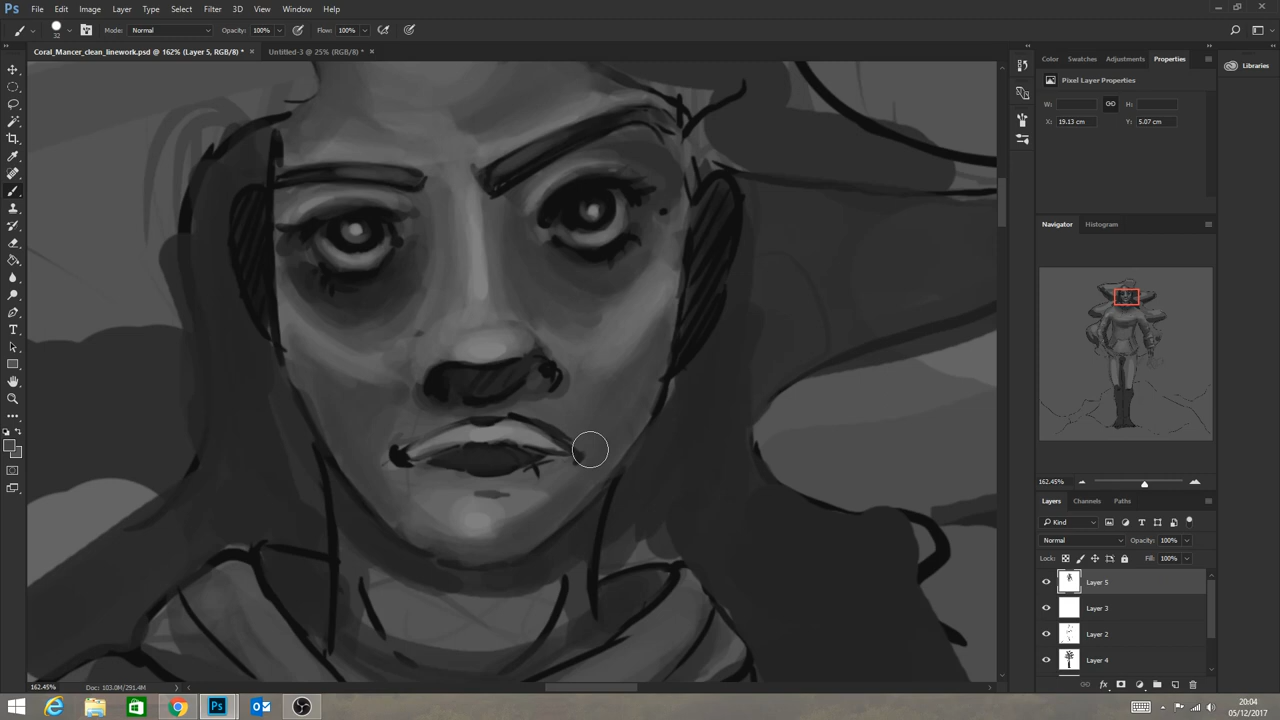 Ps File Edit Image Layer Type Select Filter 3D View Window Help
32 Mode: Normal Opacity: 100% Flow: 100%
Coral_Mancer_clean_linework.psd @ 162% (Layer 5, RGB/8) * × Untitled-3 @ 25% (RGB/8) * ×
Color Swatches Adjustments Properties
Libraries
Pixel Layer Properties
W: H:
X: 19.13 cm Y: 5.07 cm
Navigator Histogram
162.45%
Layers Channels Paths
Kind
Normal Opacity: 100%
Lock: Fill: 100%
Layer 5
Layer 3
Layer 2
Layer 4
162.45% Doc: 103.0M/291.4M
20:04
05/12/2017